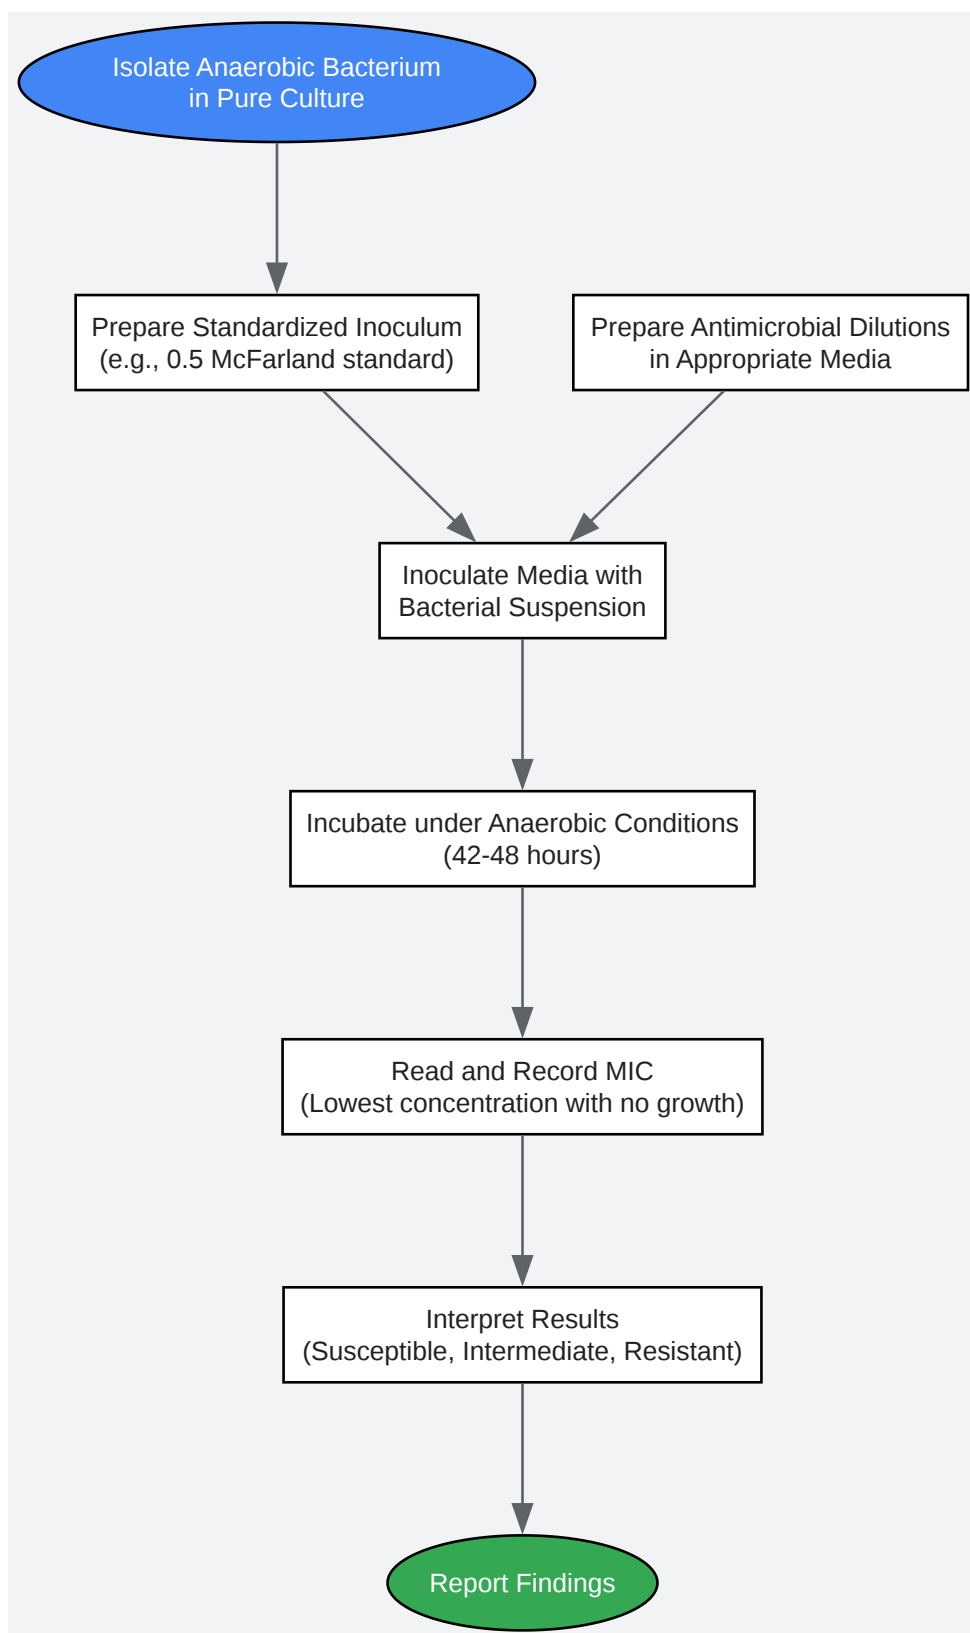 Isolate Anaerobic Bacterium
in Pure Culture
Prepare Standardized Inoculum
(e.g., 0.5 McFarland standard)
Prepare Antimicrobial Dilutions
in Appropriate Media
Inoculate Media with
Bacterial Suspension
Incubate under Anaerobic Conditions
(42-48 hours)
Read and Record MIC
(Lowest concentration with no growth)
Interpret Results
(Susceptible, Intermediate, Resistant)
Report Findings